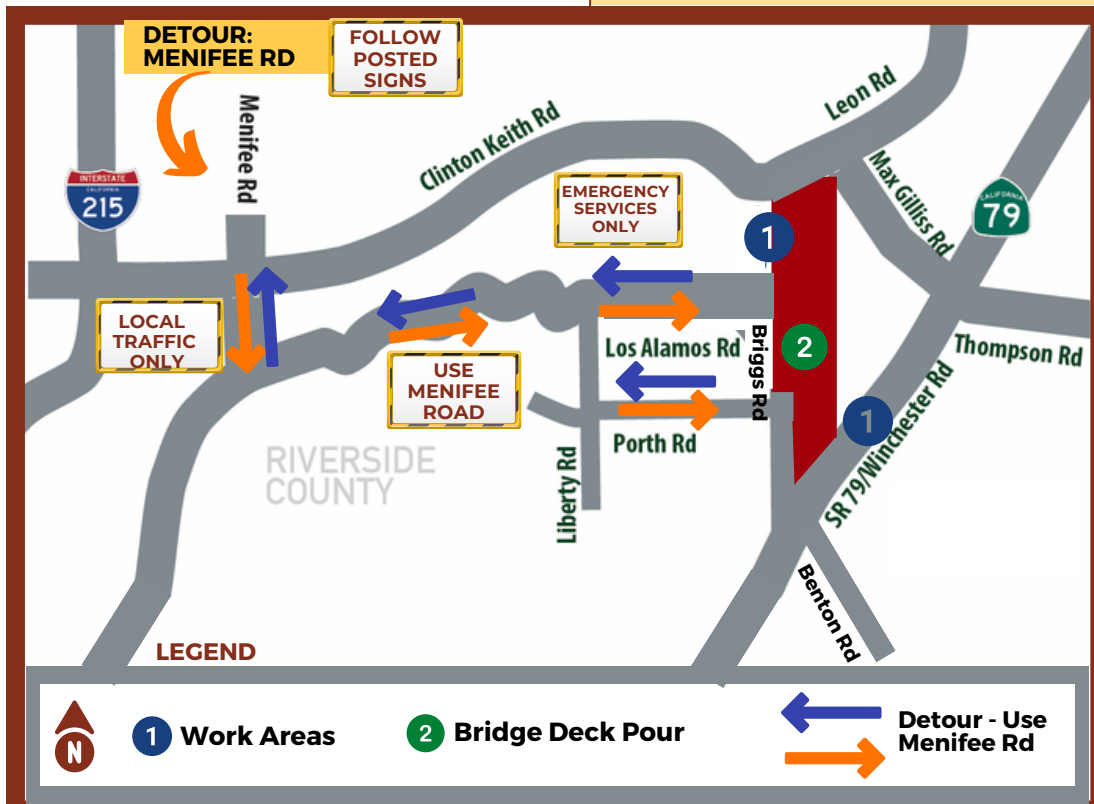 DETOUR:
MENIFEE RD
FOLLOW
POSTED
SIGNS
Menifee Rd
Clinton Keith Rd
Leon Rd
Max Gilliss Rd
INTERSTATE
CALIFORNIA
215
EMERGENCY
SERVICES
ONLY
CALIFORNIA
79
1
LOCAL
TRAFFIC
ONLY
USE
MENIFEE
ROAD
Los Alamos Rd
Briggs Rd
2
Thompson Rd
1
Porth Rd
RIVERSIDE
COUNTY
Liberty Rd
SR 79/Winchester Rd
Benton Rd
LEGEND
N
1 Work Areas
2 Bridge Deck Pour
Detour - Use
Menifee Rd